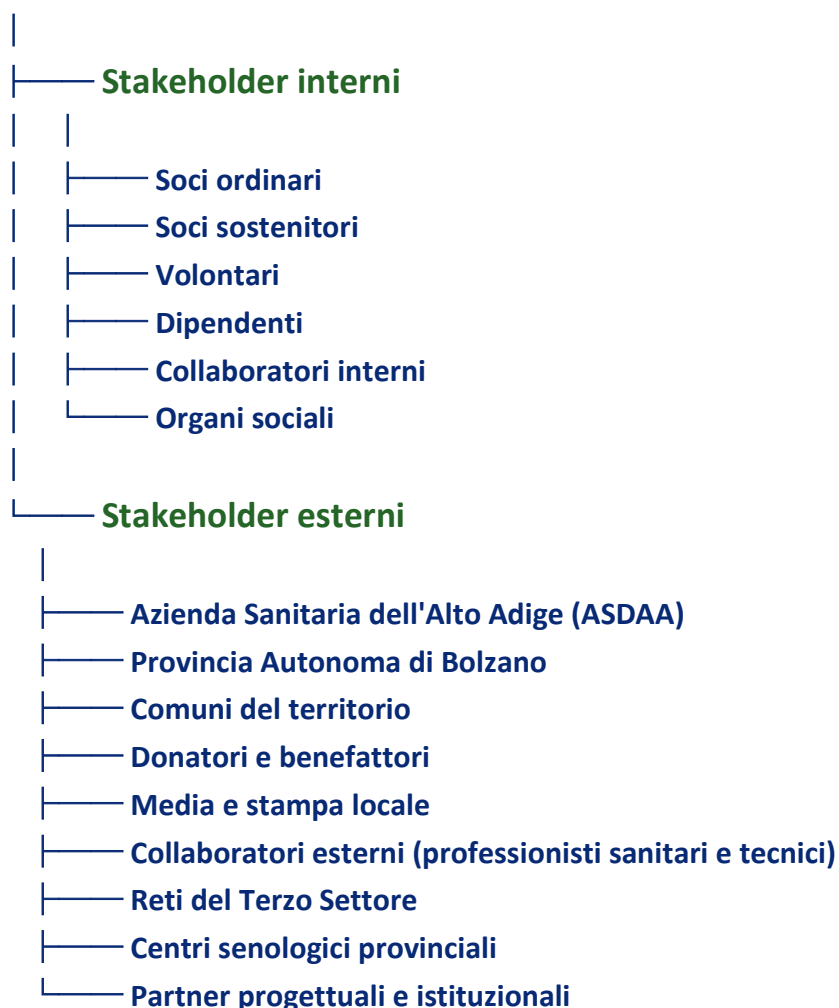 Stakeholder interni
Soci ordinari
Soci sostenitori
Volontari
Dipendenti
Collaboratori interni
Organi sociali
Stakeholder esterni
Azienda Sanitaria dell'Alto Adige (ASDAA)
Provincia Autonoma di Bolzano
Comuni del territorio
Donatori e benefattori
Media e stampa locale
Collaboratori esterni (professionisti sanitari e tecnici)
Reti del Terzo Settore
Centri senologici provinciali
Partner progettuali e istituzionali